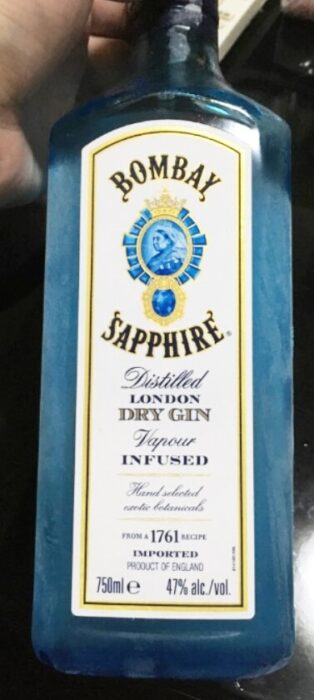 BOMBAY
SAPPHIRE®
Distilled
LONDON
DRY GIN
Vapour
INFUSED
Hand selected
exotic botanicals
FROM A 1761 RECIPE
IMPORTED
PRODUCT OF ENGLAND
750ml e 47% alc./vol.